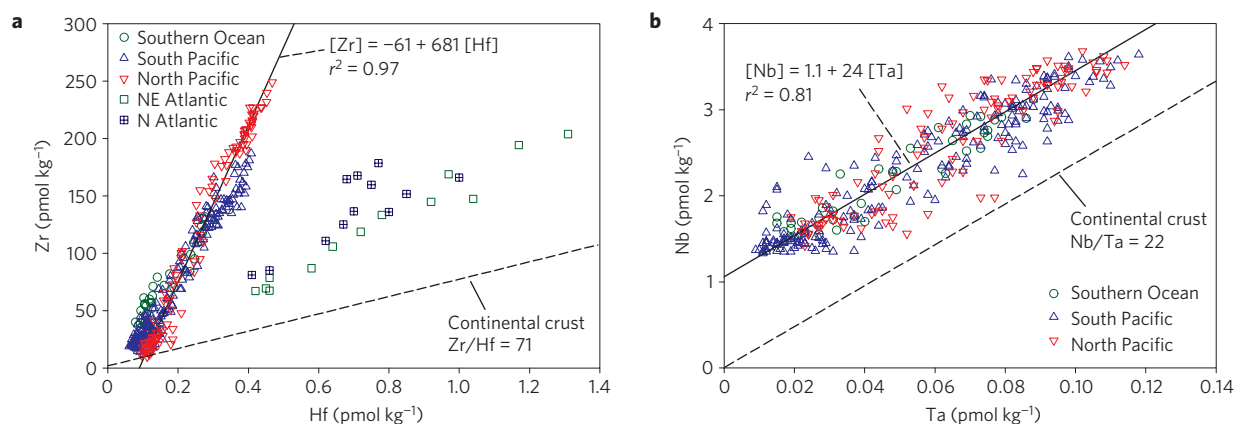 a
300
250
200
150
100
50
0
Zr (pmol kg⁻¹)
0
0.2
0.4
0.6
0.8
1.0
1.2
1.4
Hf (pmol kg⁻¹)
Southern Ocean
South Pacific
North Pacific
NE Atlantic
N Atlantic
[Zr] = −61 + 681 [Hf]
r² = 0.97
Continental crust
Zr/Hf = 71
b
4
3
2
1
0
Nb (pmol kg⁻¹)
0
0.02
0.04
0.06
0.08
0.10
0.12
0.14
Ta (pmol kg⁻¹)
[Nb] = 1.1 + 24 [Ta]
r² = 0.81
Continental crust
Nb/Ta = 22
Southern Ocean
South Pacific
North Pacific